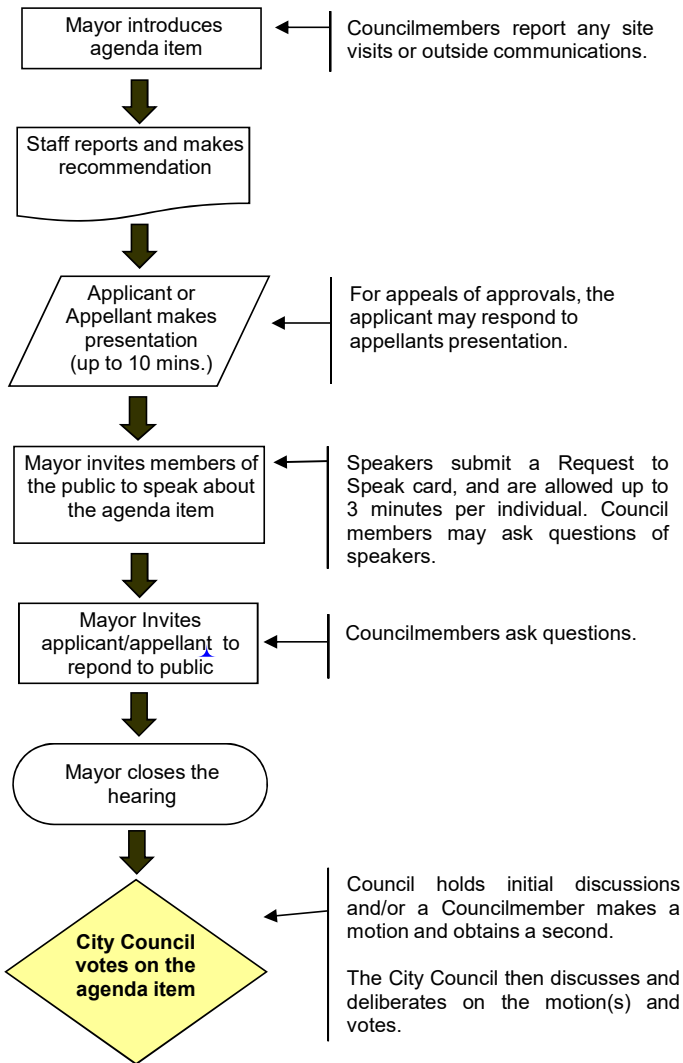 Mayor introduces
agenda item
Councilmembers report any site
visits or outside communications.
Staff reports and makes
recommendation
Applicant or
Appellant makes
presentation
(up to 10 mins.)
For appeals of approvals, the
applicant may respond to
appellants presentation.
Mayor invites members of
the public to speak about
the agenda item
Speakers submit a Request to
Speak card, and are allowed up to
3 minutes per individual. Council
members may ask questions of
speakers.
Mayor Invites
applicant/appellant to
repond to public
Councilmembers ask questions.
Mayor closes the
hearing
City Council
votes on the
agenda item
Council holds initial discussions
and/or a Councilmember makes a
motion and obtains a second.
The City Council then discusses and
deliberates on the motion(s) and
votes.